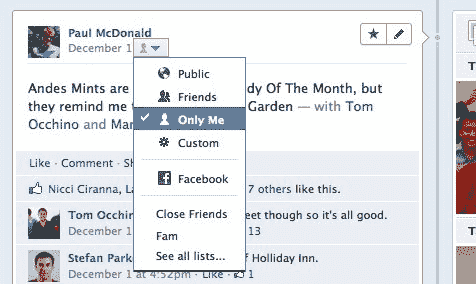 Paul McDonald
December 1
Public
Andes Mints are dy Of The Month, but
Friends
they remind me Garden — with Tom
Only Me
Occhino and Mar
Custom
Like · Comment · Sh
Facebook
Nicci Ciranna, La 7 others like this.
Close Friends
Tom Occhin eet though so it's all good.
December 1 13
Fam
See all lists...
Stefan Park of Holliday Inn.
December 1 at 4:52pm · Like · 1
T
T